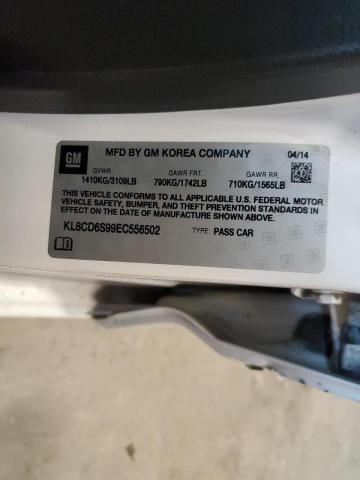 GM
MFD BY GM KOREA COMPANY 04/14
GVWR GAWR FRT. GAWR RR.
1410KG/3109LB 790KG/1742LB 710KG/1565LB
THIS VEHICLE CONFORMS TO ALL APPLICABLE U.S. FEDERAL MOTOR
VEHICLE SAFETY, BUMPER, AND THEFT PREVENTION STANDARDS IN
EFFECT ON THE DATE OF MANUFACTURE SHOWN ABOVE.
KL8CD6S99EC556502 TYPE: PASS CAR